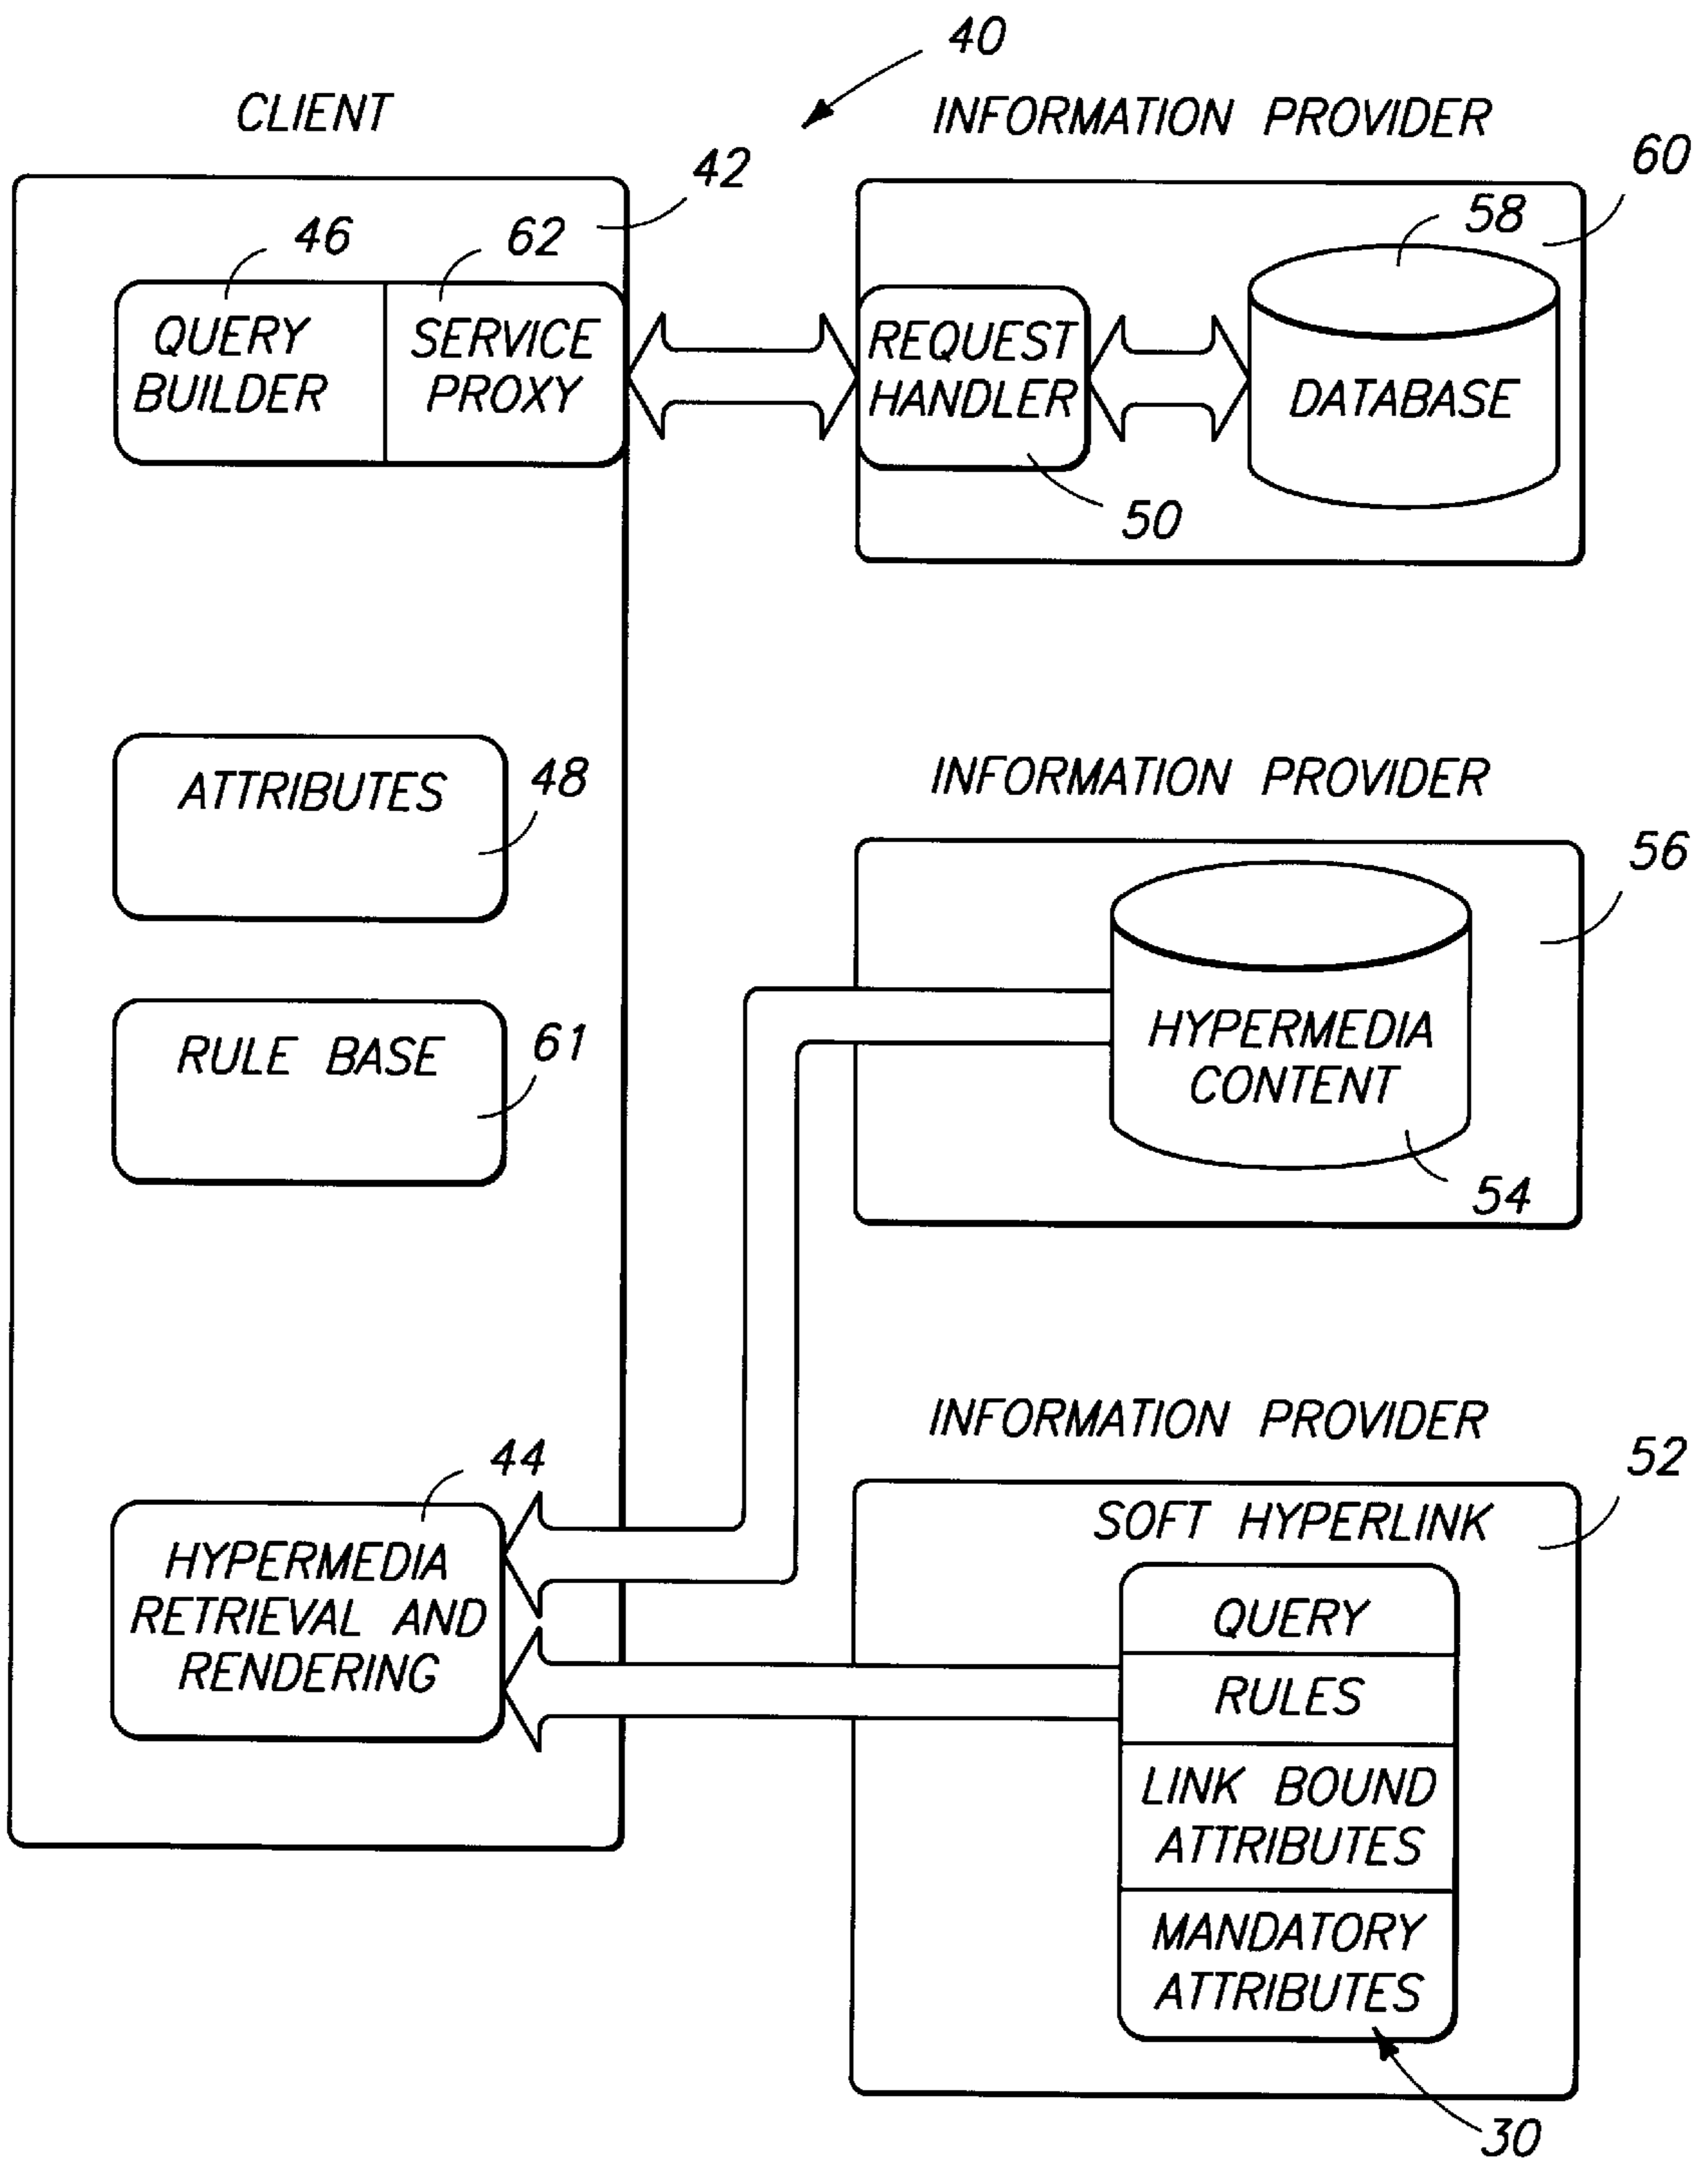 40
CLIENT
INFORMATION PROVIDER
42
60
46
62
58
QUERY
BUILDER
SERVICE
PROXY
REQUEST
HANDLER
DATABASE
50
ATTRIBUTES
48
INFORMATION PROVIDER
56
RULE BASE
61
HYPERMEDIA
CONTENT
54
INFORMATION PROVIDER
44
52
HYPERMEDIA
RETRIEVAL AND
RENDERING
SOFT HYPERLINK
QUERY
RULES
LINK BOUND
ATTRIBUTES
MANDATORY
ATTRIBUTES
30